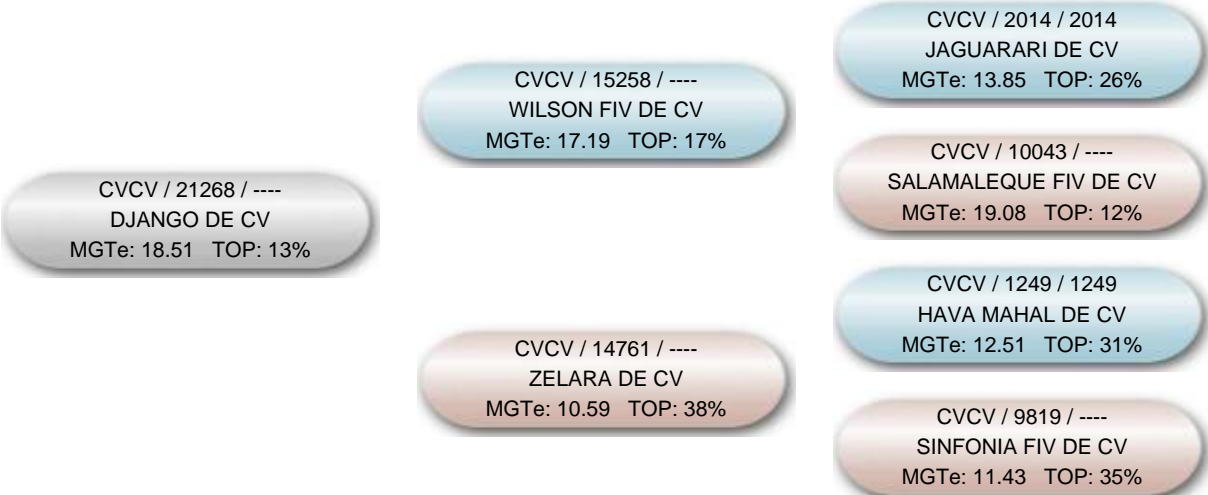 CVCV / 21268 / ----
DJANGO DE CV
MGTe: 18.51 TOP: 13%
CVCV / 15258 / ----
WILSON FIV DE CV
MGTe: 17.19 TOP: 17%
CVCV / 14761 / ----
ZELARA DE CV
MGTe: 10.59 TOP: 38%
CVCV / 2014 / 2014
JAGUARARI DE CV
MGTe: 13.85 TOP: 26%
CVCV / 10043 / ----
SALAMALEQUE FIV DE CV
MGTe: 19.08 TOP: 12%
CVCV / 1249 / 1249
HAVA MAHAL DE CV
MGTe: 12.51 TOP: 31%
CVCV / 9819 / ----
SINFONIA FIV DE CV
MGTe: 11.43 TOP: 35%